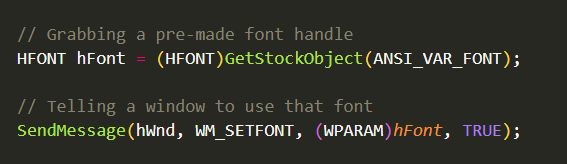 // Grabbing a pre-made font handle
HFONT hFont = (HFONT)GetStockObject(ANSI_VAR_FONT);
// Telling a window to use that font
SendMessage(hWnd, WM_SETFONT, (WPARAM)hFont, TRUE);